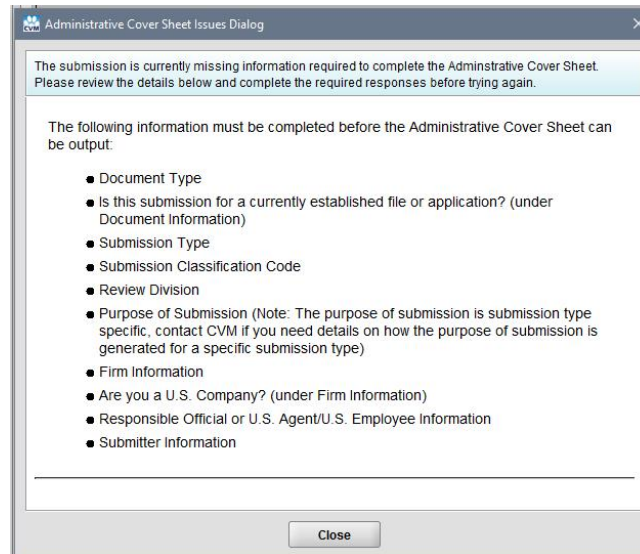 Administrative Cover Sheet Issues Dialog
The submission is currently missing information required to complete the Adminstrative Cover Sheet.
Please review the details below and complete the required responses before trying again.
The following information must be completed before the Administrative Cover Sheet can
be output:
Document Type
Is this submission for a currently established file or application? (under
Document Information)
Submission Type
Submission Classification Code
Review Division
Purpose of Submission (Note: The purpose of submission is submission type
specific, contact CVM if you need details on how the purpose of submission is
generated for a specific submission type)
Firm Information
Are you a U.S. Company? (under Firm Information)
Responsible Official or U.S. Agent/U.S. Employee Information
Submitter Information
Close